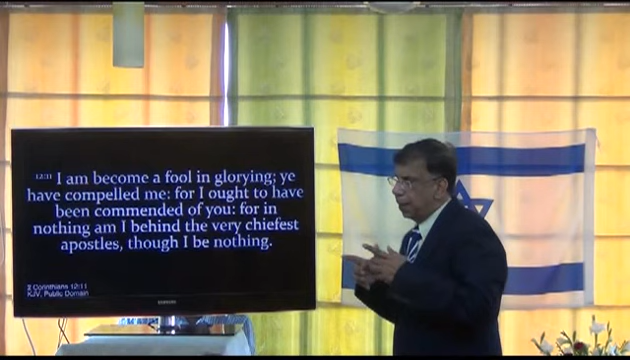 12:11 I am become a fool in glorying; ye
have compelled me: for I ought to have
been commended of you: for in
nothing am I behind the very chiefest
apostles, though I be nothing.
2 Corinthians 12:11
KJV, Public Domain
SAMSUNG